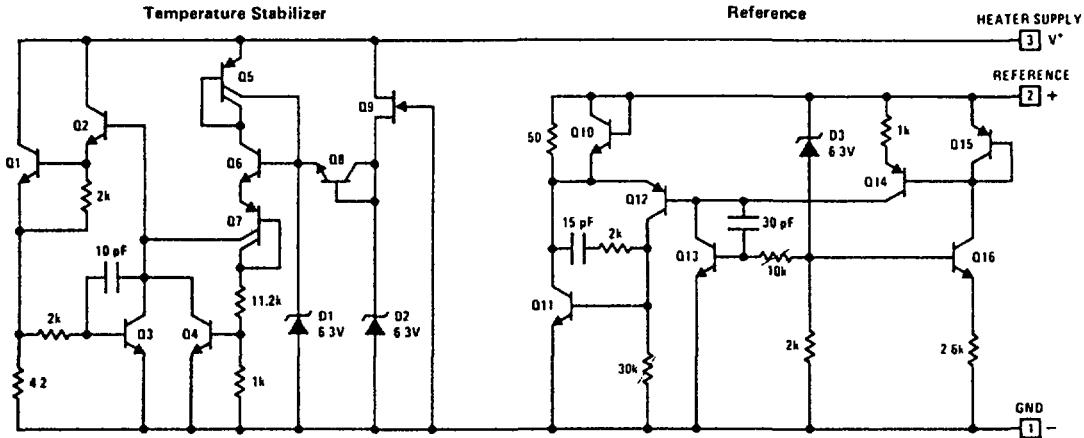 Temperature Stabilizer
Reference
HEATER SUPPLY
3 V+
REFERENCE
2 +
Q5
Q9
Q2
Q1
Q6
Q8
2k
Q7
10 pF
11.2k
2k
Q3
Q4
D1
6 3V
D2
6 3V
4 2
1k
50
Q10
D3
6 3V
1k
Q15
Q14
Q12
15 pF
2k
30 pF
Q13
10k
Q16
Q11
30k
2k
2 6k
GND
1 −